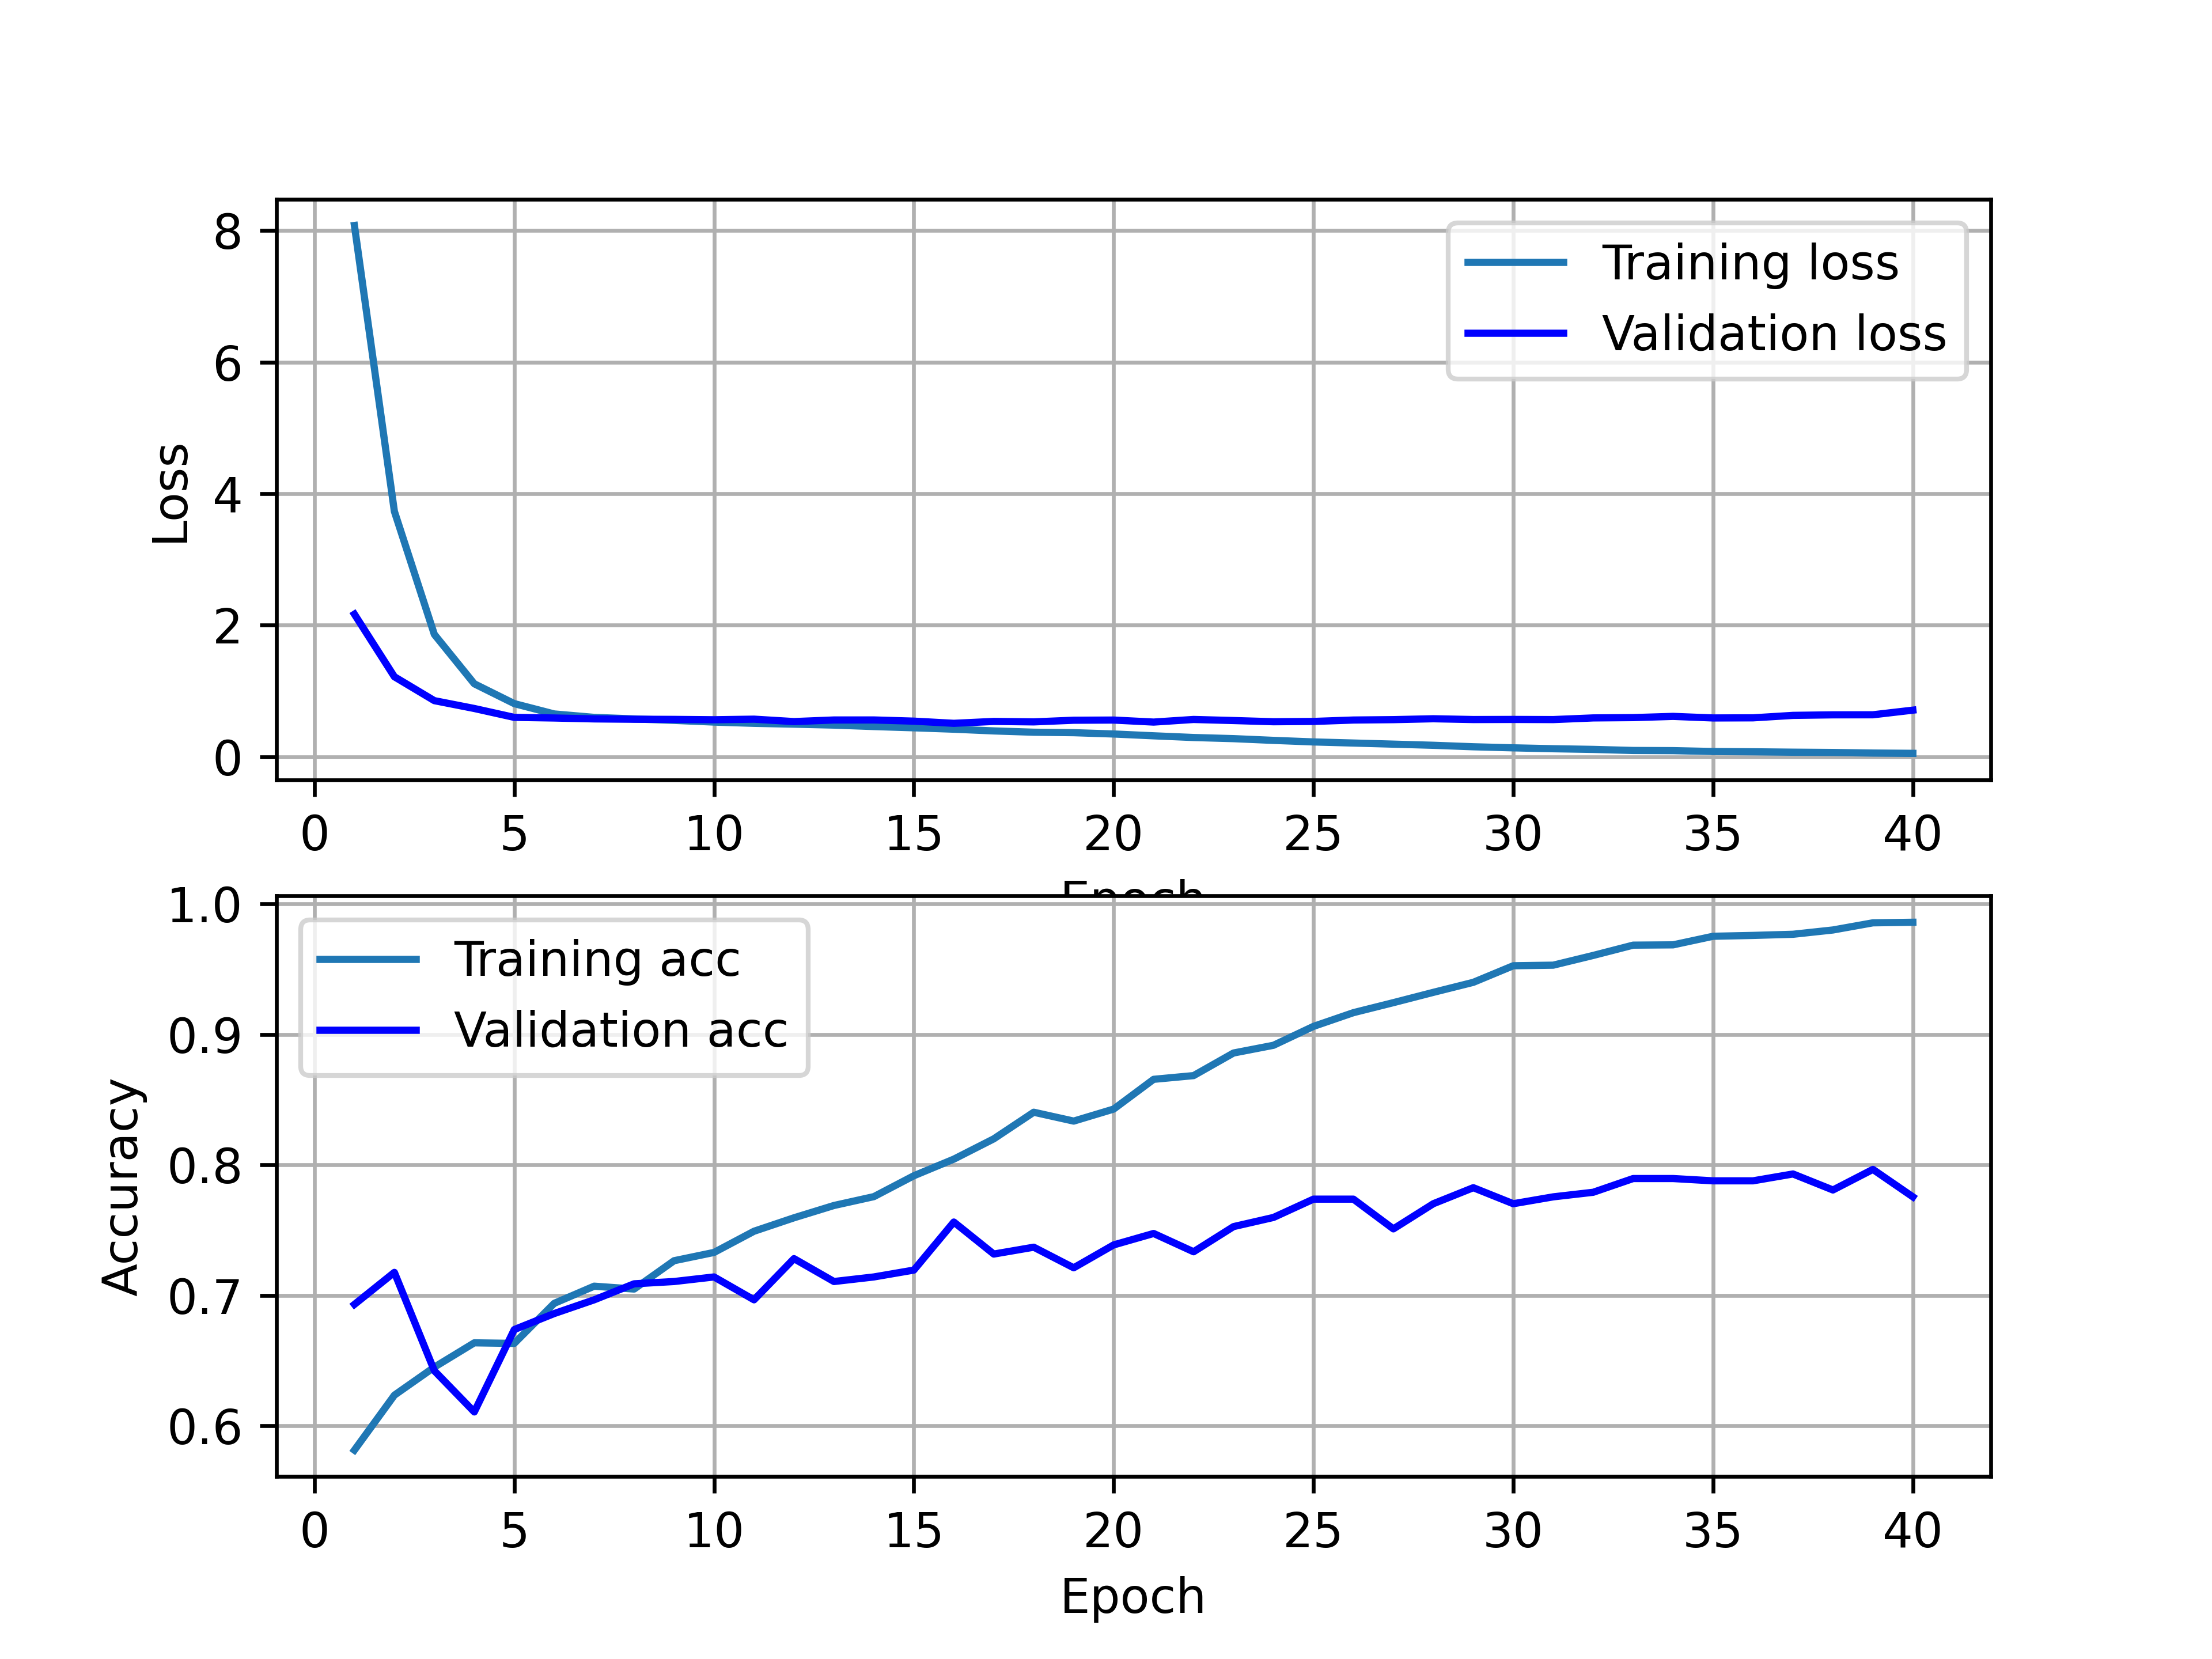 8
6
4
2
0
Loss
Training loss
Validation loss
0 5 10 15 20 25 30 35 40
Epoch
1.0
0.9
0.8
0.7
0.6
Accuracy
Training acc
Validation acc
0 5 10 15 20 25 30 35 40
Epoch